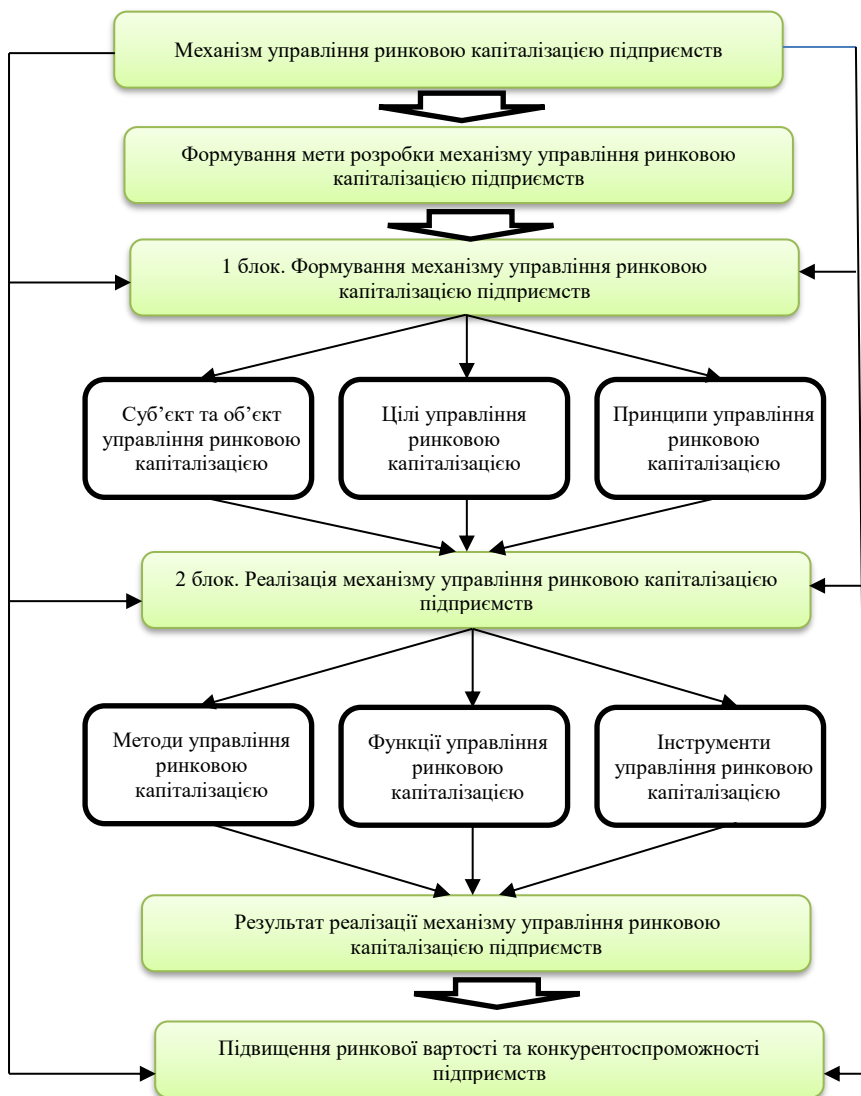 Механізм управління ринковою капіталізацією підприємств
Формування мети розробки механізму управління ринковою
капіталізацією підприємств
1 блок. Формування механізму управління ринковою
капіталізацією підприємств
Суб’єкт та об’єкт
управління ринковою
капіталізацією
Цілі управління
ринковою
капіталізацією
Принципи управління
ринковою
капіталізацією
2 блок. Реалізація механізму управління ринковою капіталізацією
підприємств
Методи управління
ринковою
капіталізацією
Функції управління
ринковою
капіталізацією
Інструменти
управління ринковою
капіталізацією
Результат реалізації механізму управління ринковою
капіталізацією підприємств
Підвищення ринкової вартості та конкурентоспроможності
підприємств